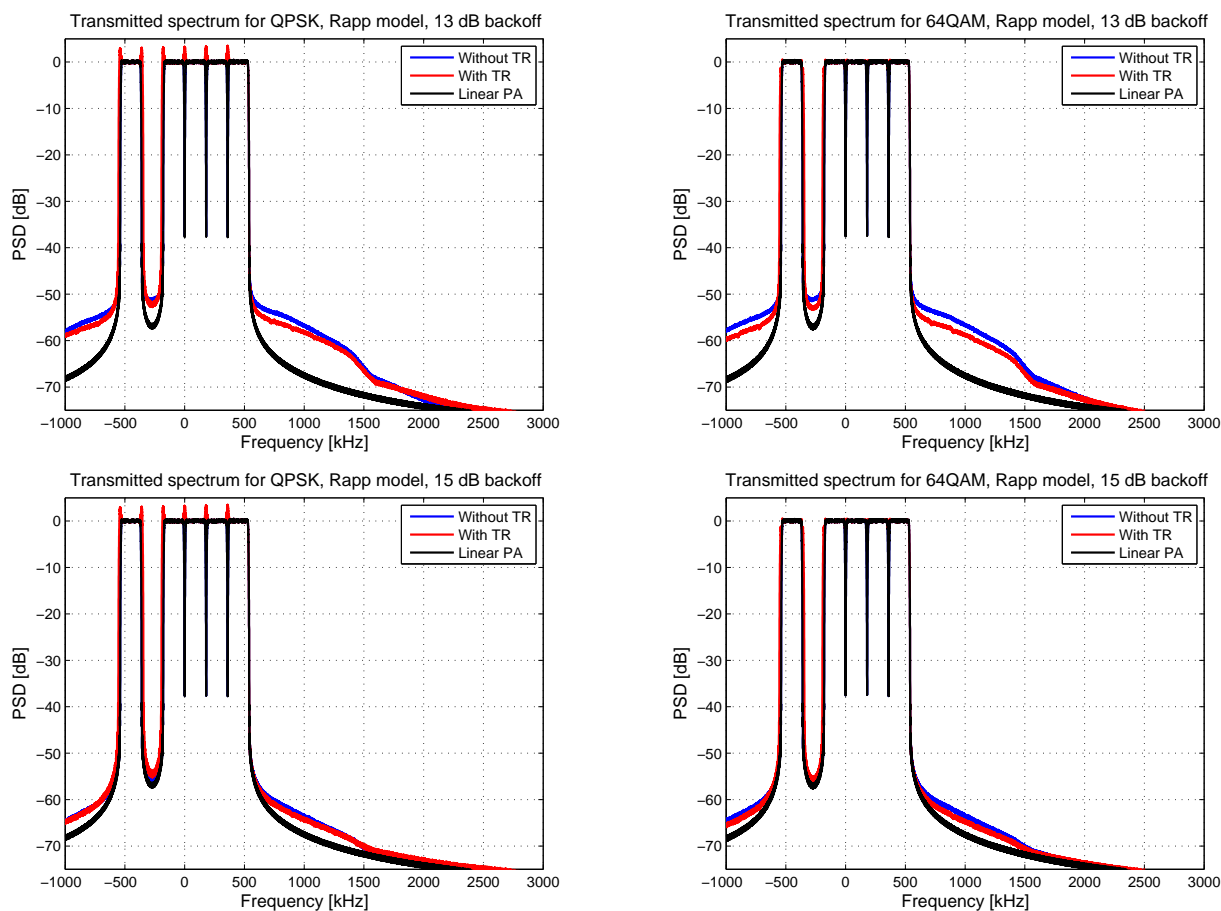 Transmitted spectrum for QPSK, Rapp model, 13 dB backoff
0
−10
−20
−30
−40
−50
−60
−70
PSD [dB]
−1000 −500 0 500 1000 1500 2000 2500 3000
Frequency [kHz]
Without TR
With TR
Linear PA
Transmitted spectrum for 64QAM, Rapp model, 13 dB backoff
0
−10
−20
−30
−40
−50
−60
−70
PSD [dB]
−1000 −500 0 500 1000 1500 2000 2500 3000
Frequency [kHz]
Without TR
With TR
Linear PA
Transmitted spectrum for QPSK, Rapp model, 15 dB backoff
0
−10
−20
−30
−40
−50
−60
−70
PSD [dB]
−1000 −500 0 500 1000 1500 2000 2500 3000
Frequency [kHz]
Without TR
With TR
Linear PA
Transmitted spectrum for 64QAM, Rapp model, 15 dB backoff
0
−10
−20
−30
−40
−50
−60
−70
PSD [dB]
−1000 −500 0 500 1000 1500 2000 2500 3000
Frequency [kHz]
Without TR
With TR
Linear PA